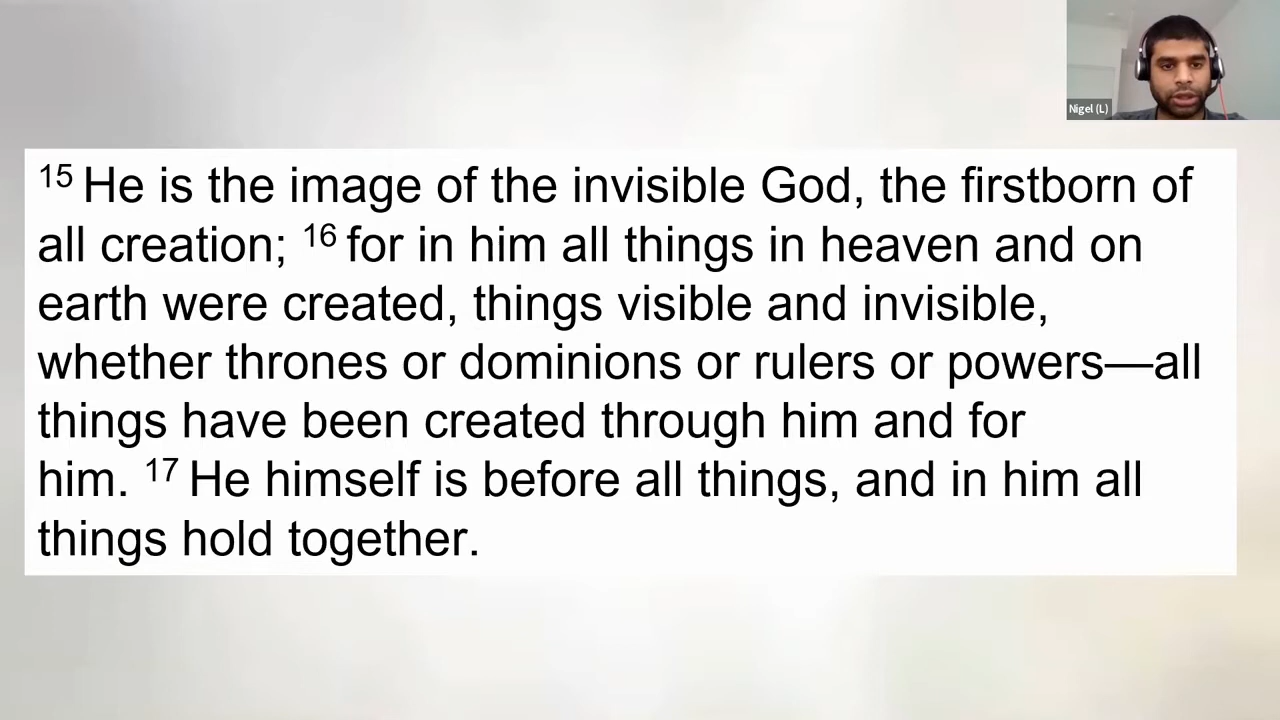 Nigel (L)
15 He is the image of the invisible God, the firstborn of
all creation; 16 for in him all things in heaven and on
earth were created, things visible and invisible,
whether thrones or dominions or rulers or powers—all
things have been created through him and for
him. 17 He himself is before all things, and in him all
things hold together.